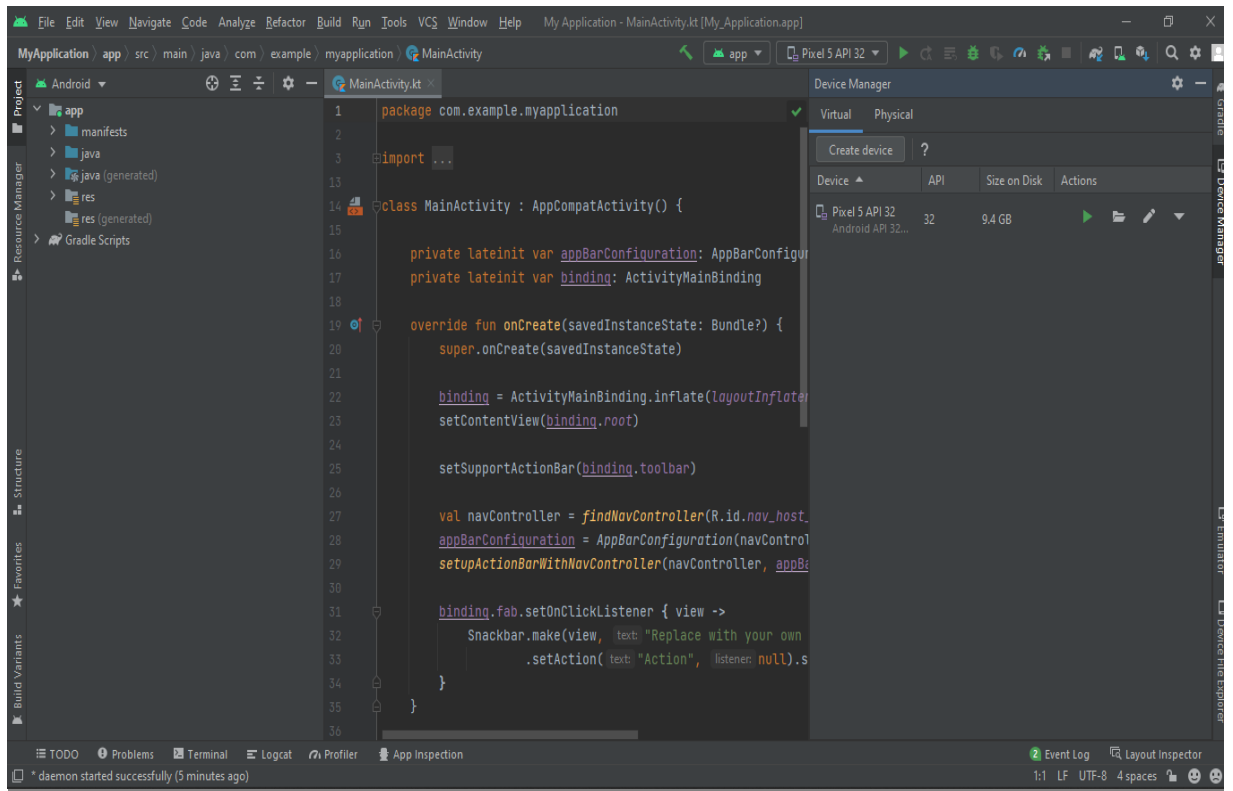 File Edit View Navigate Code Analyze Refactor Build Run Tools VCS Window Help My Application - MainActivity.kt [My_Application.app]
MyApplication app src main java com example myapplication MainActivity app Pixel 5 API 32
Project
Resource Manager
Structure
Favorites
Build Variants
Android
app
manifests
java
java (generated)
res
res (generated)
Gradle Scripts
MainActivity.kt
1 package com.example.myapplication
2
3 import ...
13
14 class MainActivity : AppCompatActivity() {
15
16 private lateinit var appBarConfiguration: AppBarConfigur
17 private lateinit var binding: ActivityMainBinding
18
19 override fun onCreate(savedInstanceState: Bundle?) {
20 super.onCreate(savedInstanceState)
21
22 binding = ActivityMainBinding.inflate(layoutInflater
23 setContentView(binding.root)
24
25 setSupportActionBar(binding.toolbar)
26
27 val navController = findNavController(R.id.nav_host_
28 appBarConfiguration = AppBarConfiguration(navControl
29 setupActionBarWithNavController(navController, appBa
30
31 binding.fab.setOnClickListener { view ->
32 Snackbar.make(view, text: "Replace with your own
33 .setAction( text: "Action", listener: null).s
34 }
35 }
36
Device Manager
Virtual Physical
Create device ?
Device API Size on Disk Actions
Pixel 5 API 32 32 9.4 GB
Android API 32...
Gradle
Device Manager
Emulator
Device File Explorer
TODO Problems Terminal Logcat Profiler App Inspection 2 Event Log Layout Inspector
* daemon started successfully (5 minutes ago) 1:1 LF UTF-8 4 spaces